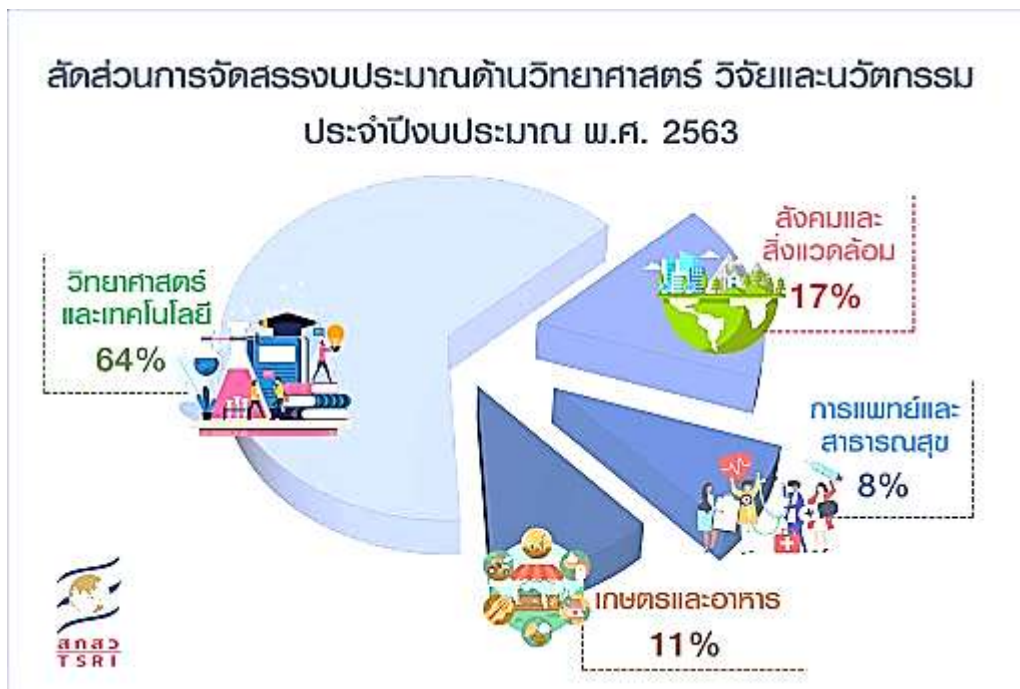 สัดส่วนการจัดสรรงบประมาณด้านวิทยาศาสตร์ วิจัยและนวัตกรรม
ประจำปีงบประมาณ พ.ศ. 2563
สังคมและ
สิ่งแวดล้อม
17%
วิทยาศาสตร์
และเทคโนโลยี
64%
การแพทย์และ
สาธารณสุข
8%
เกษตรและอาหาร
11%
สกสว
TSRI